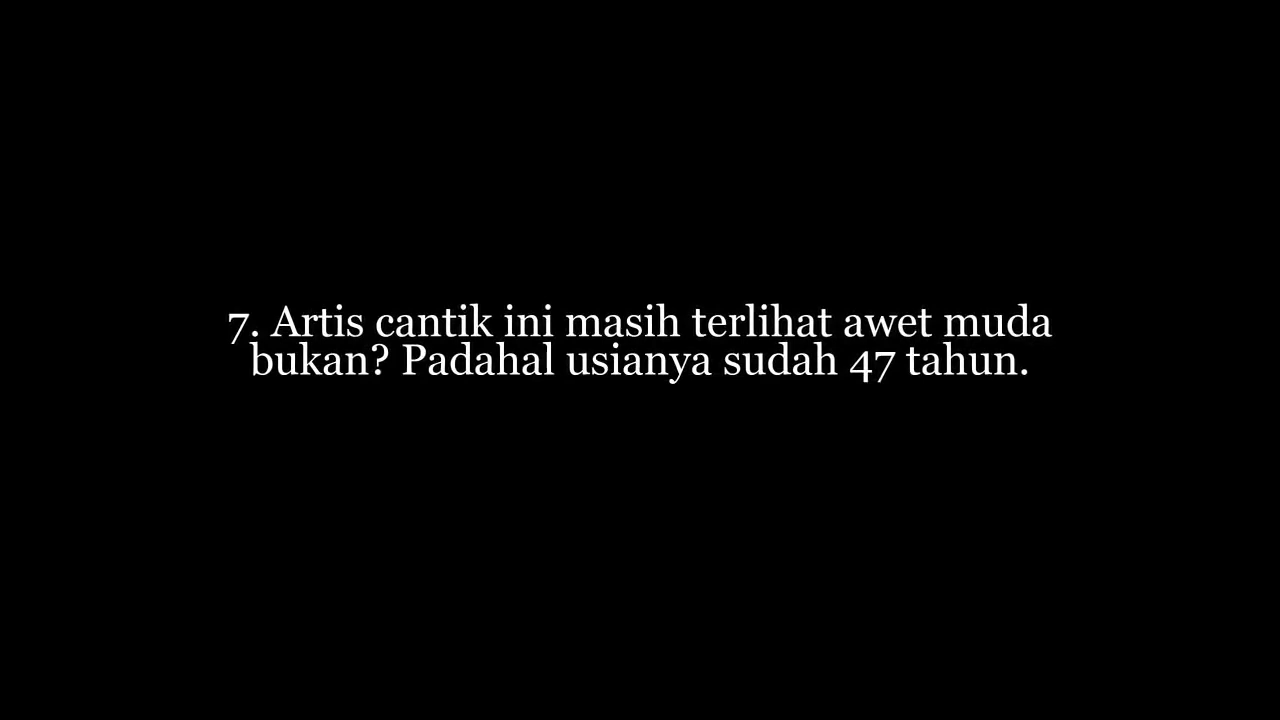 7. Artis cantik ini masih terlihat awet muda
bukan? Padahal usianya sudah 47 tahun.